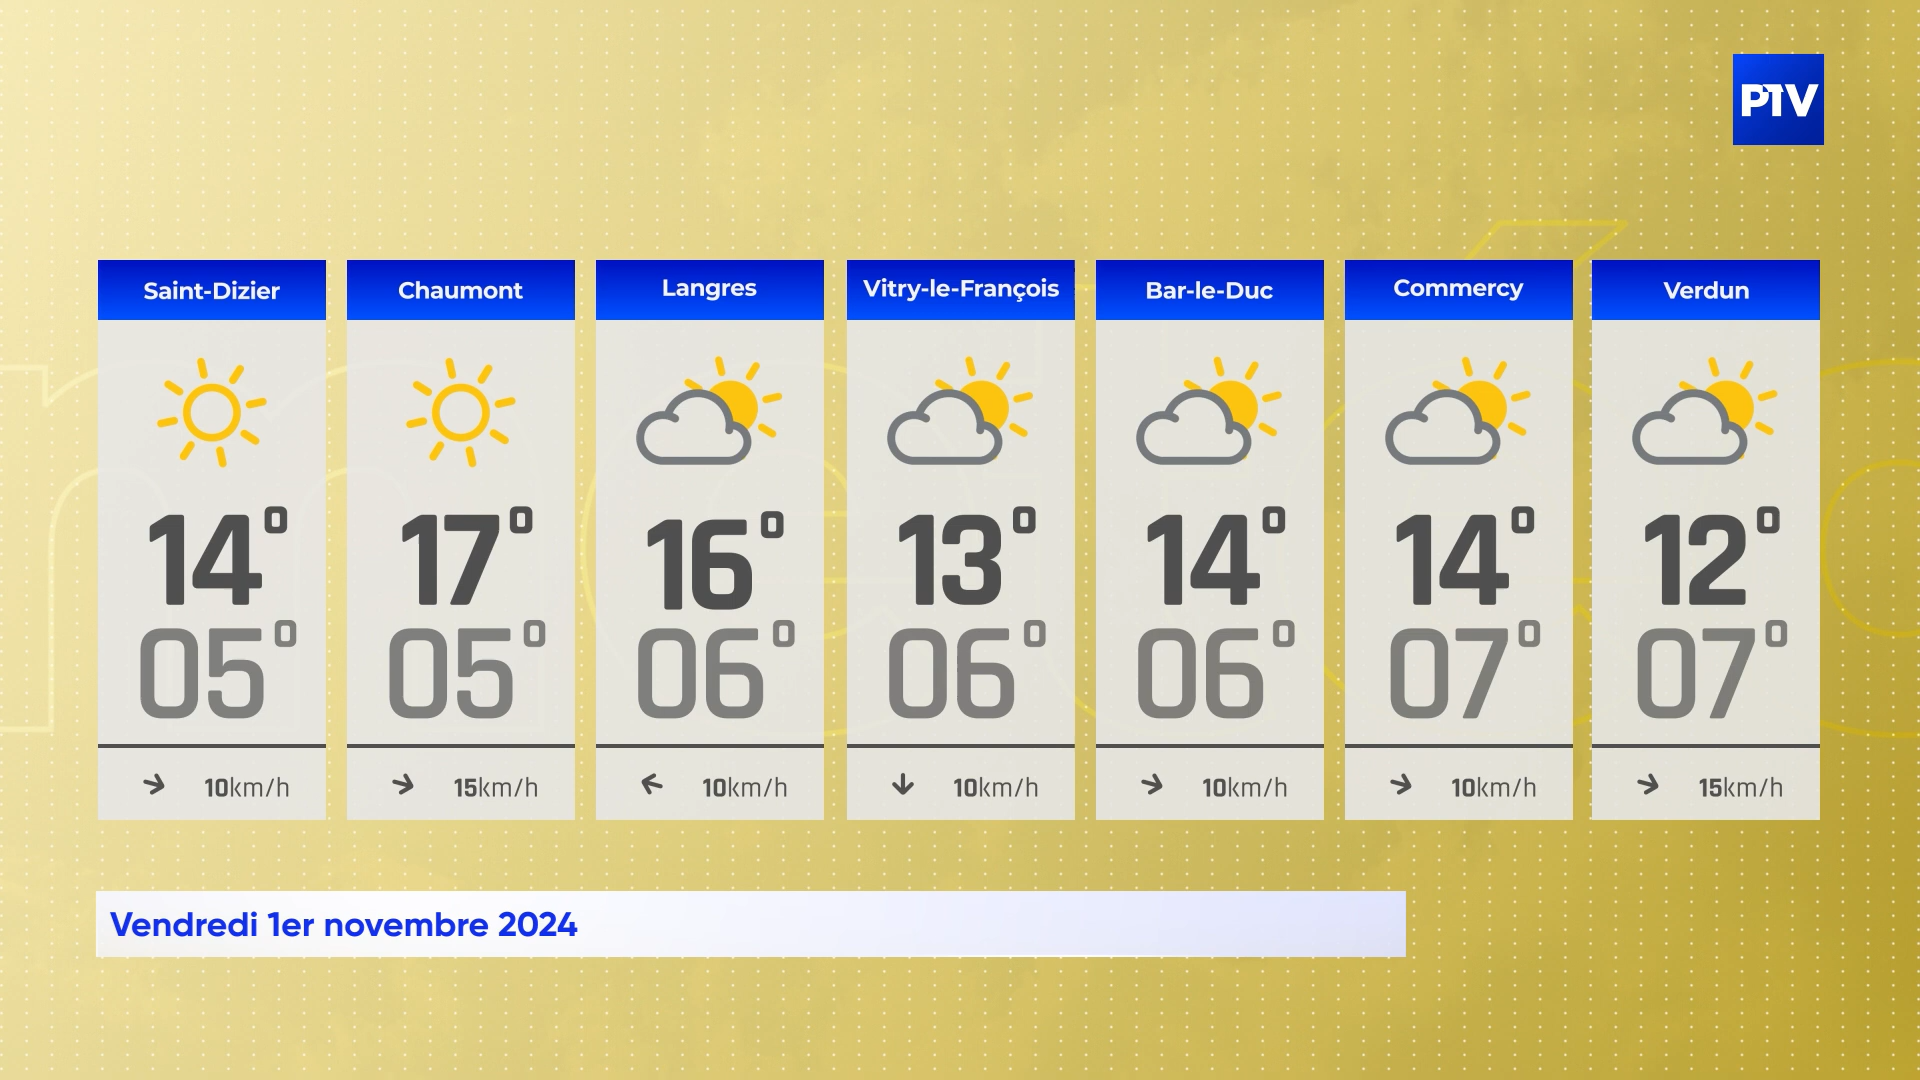 PTV
Saint-Dizier
14°
05°
10km/h
Chaumont
17°
05°
15km/h
Langres
16°
06°
10km/h
Vitry-le-François
13°
06°
10km/h
Bar-le-Duc
14°
06°
10km/h
Commercy
14°
07°
10km/h
Verdun
12°
07°
15km/h
Vendredi 1er novembre 2024